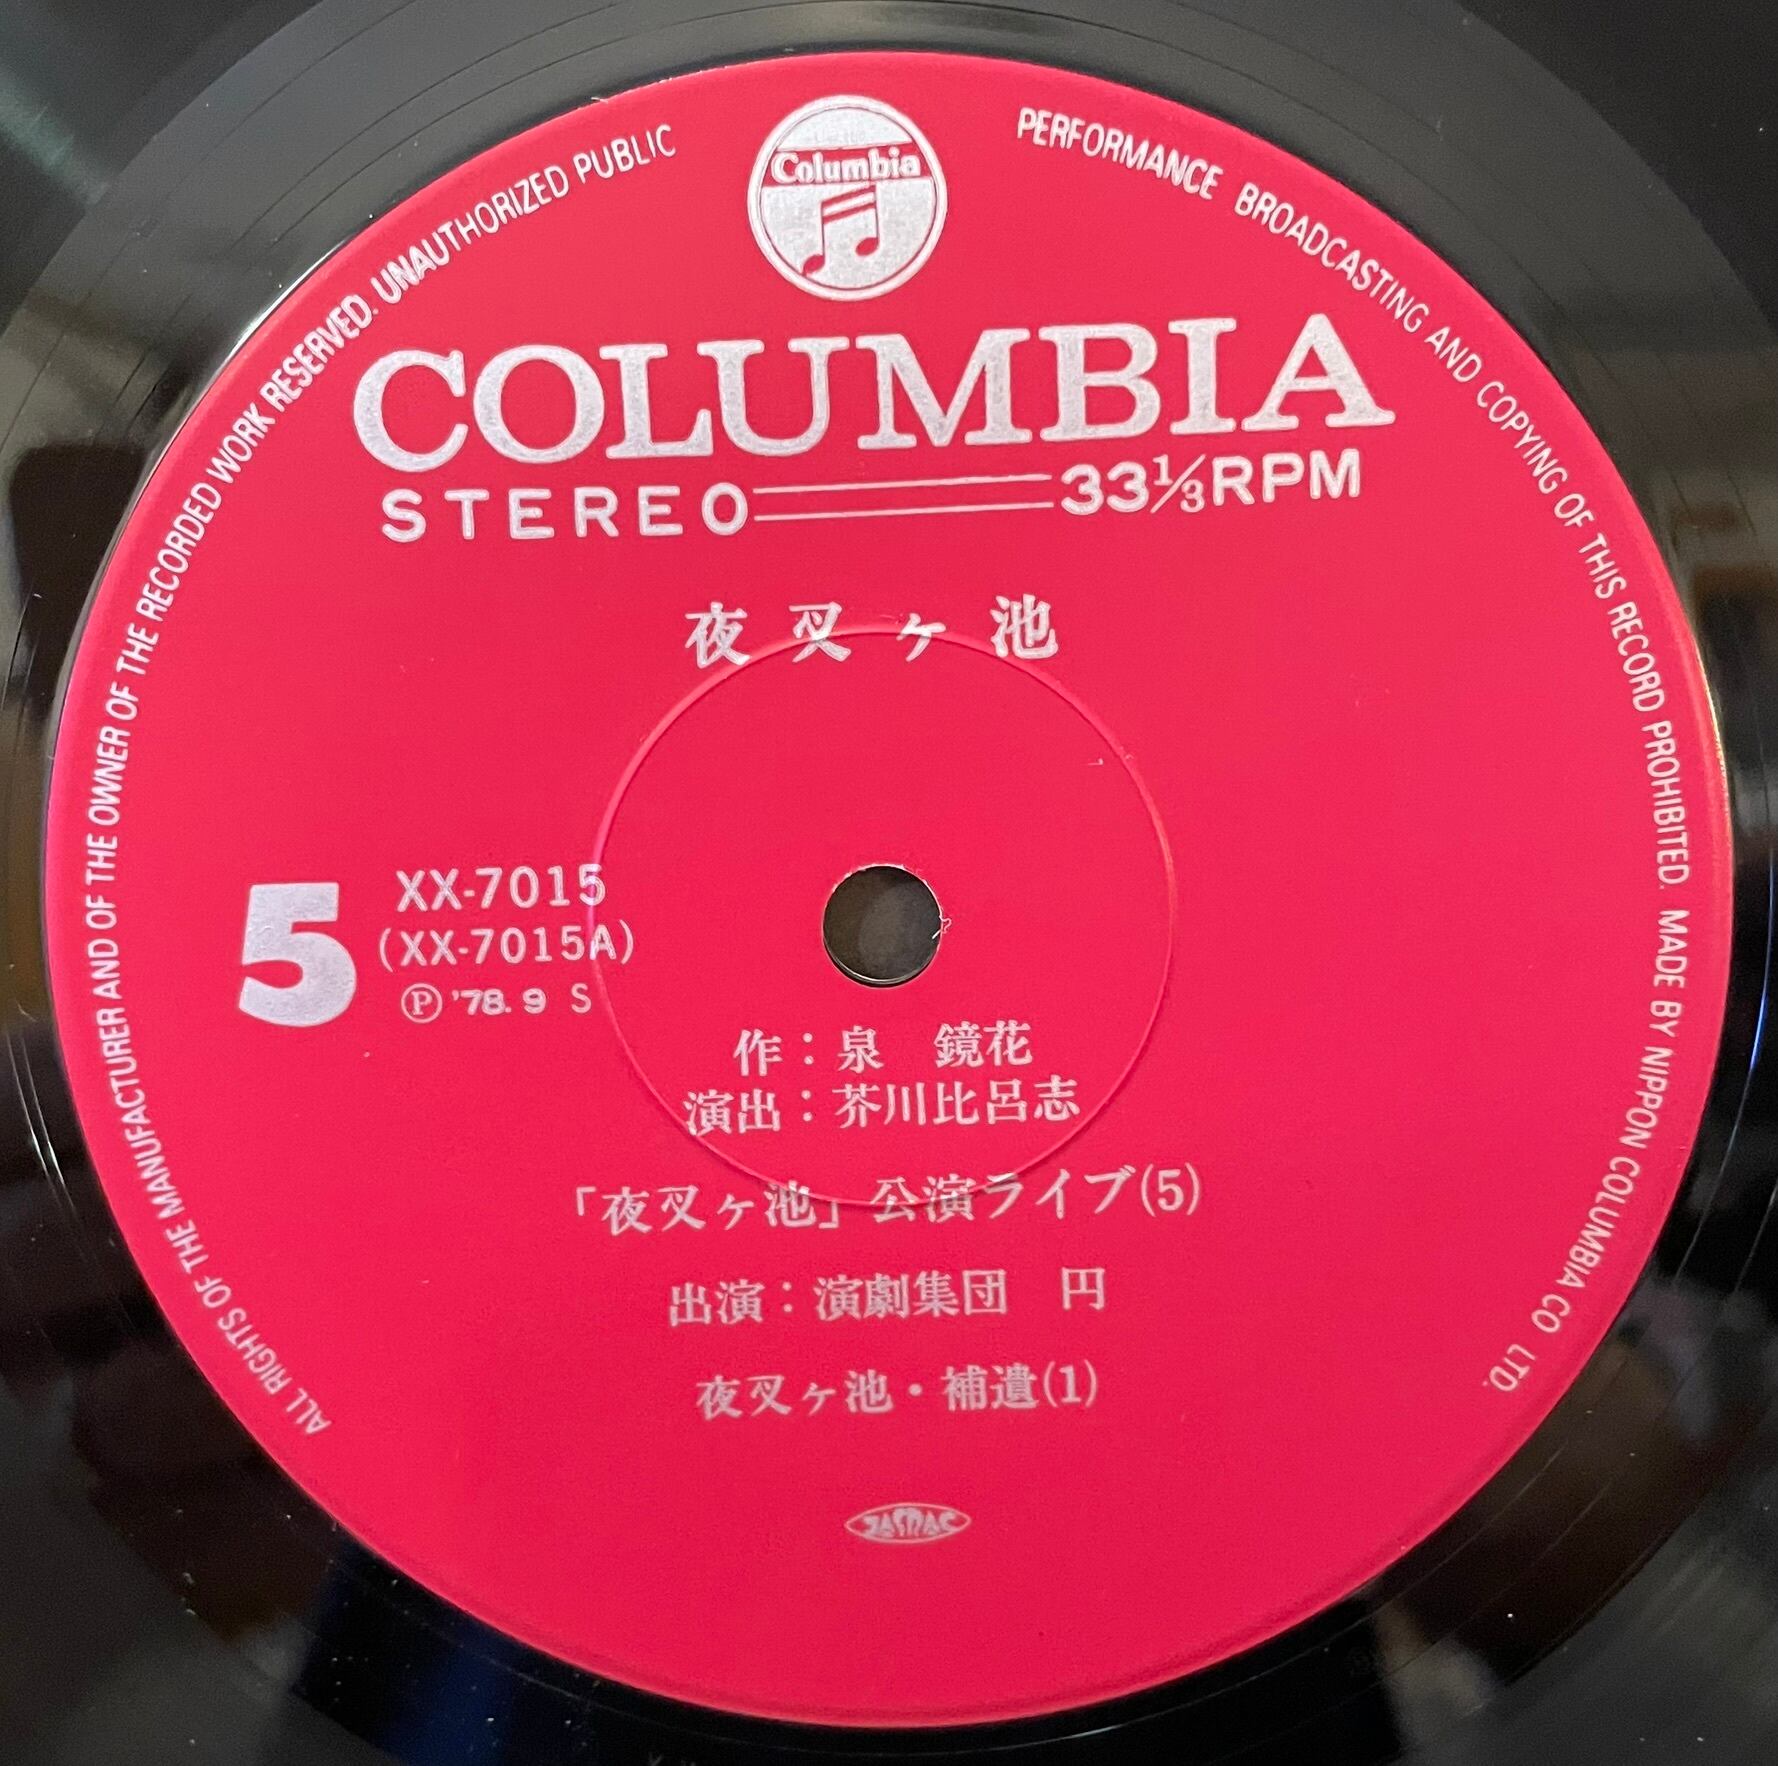 Columbia
ALL RIGHTS OF THE MANUFACTURER AND OF THE OWNER OF THE RECORDED WORK RESERVED. UNAUTHORIZED PUBLIC
PERFORMANCE BROADCASTING AND COPYING OF THIS RECORD PROHIBITED. MADE BY NIPPON COLUMBIA CO LTD.
COLUMBIA
STEREO 33⅓RPM
夜叉ヶ池
5
XX-7015
(XX-7015A)
Ⓟ '78. 9 S
作：泉 鏡花
演出：芥川比呂志
「夜叉ヶ池」公演ライブ(5)
出演：演劇集団 円
夜叉ヶ池・補遺(1)
JASRAC